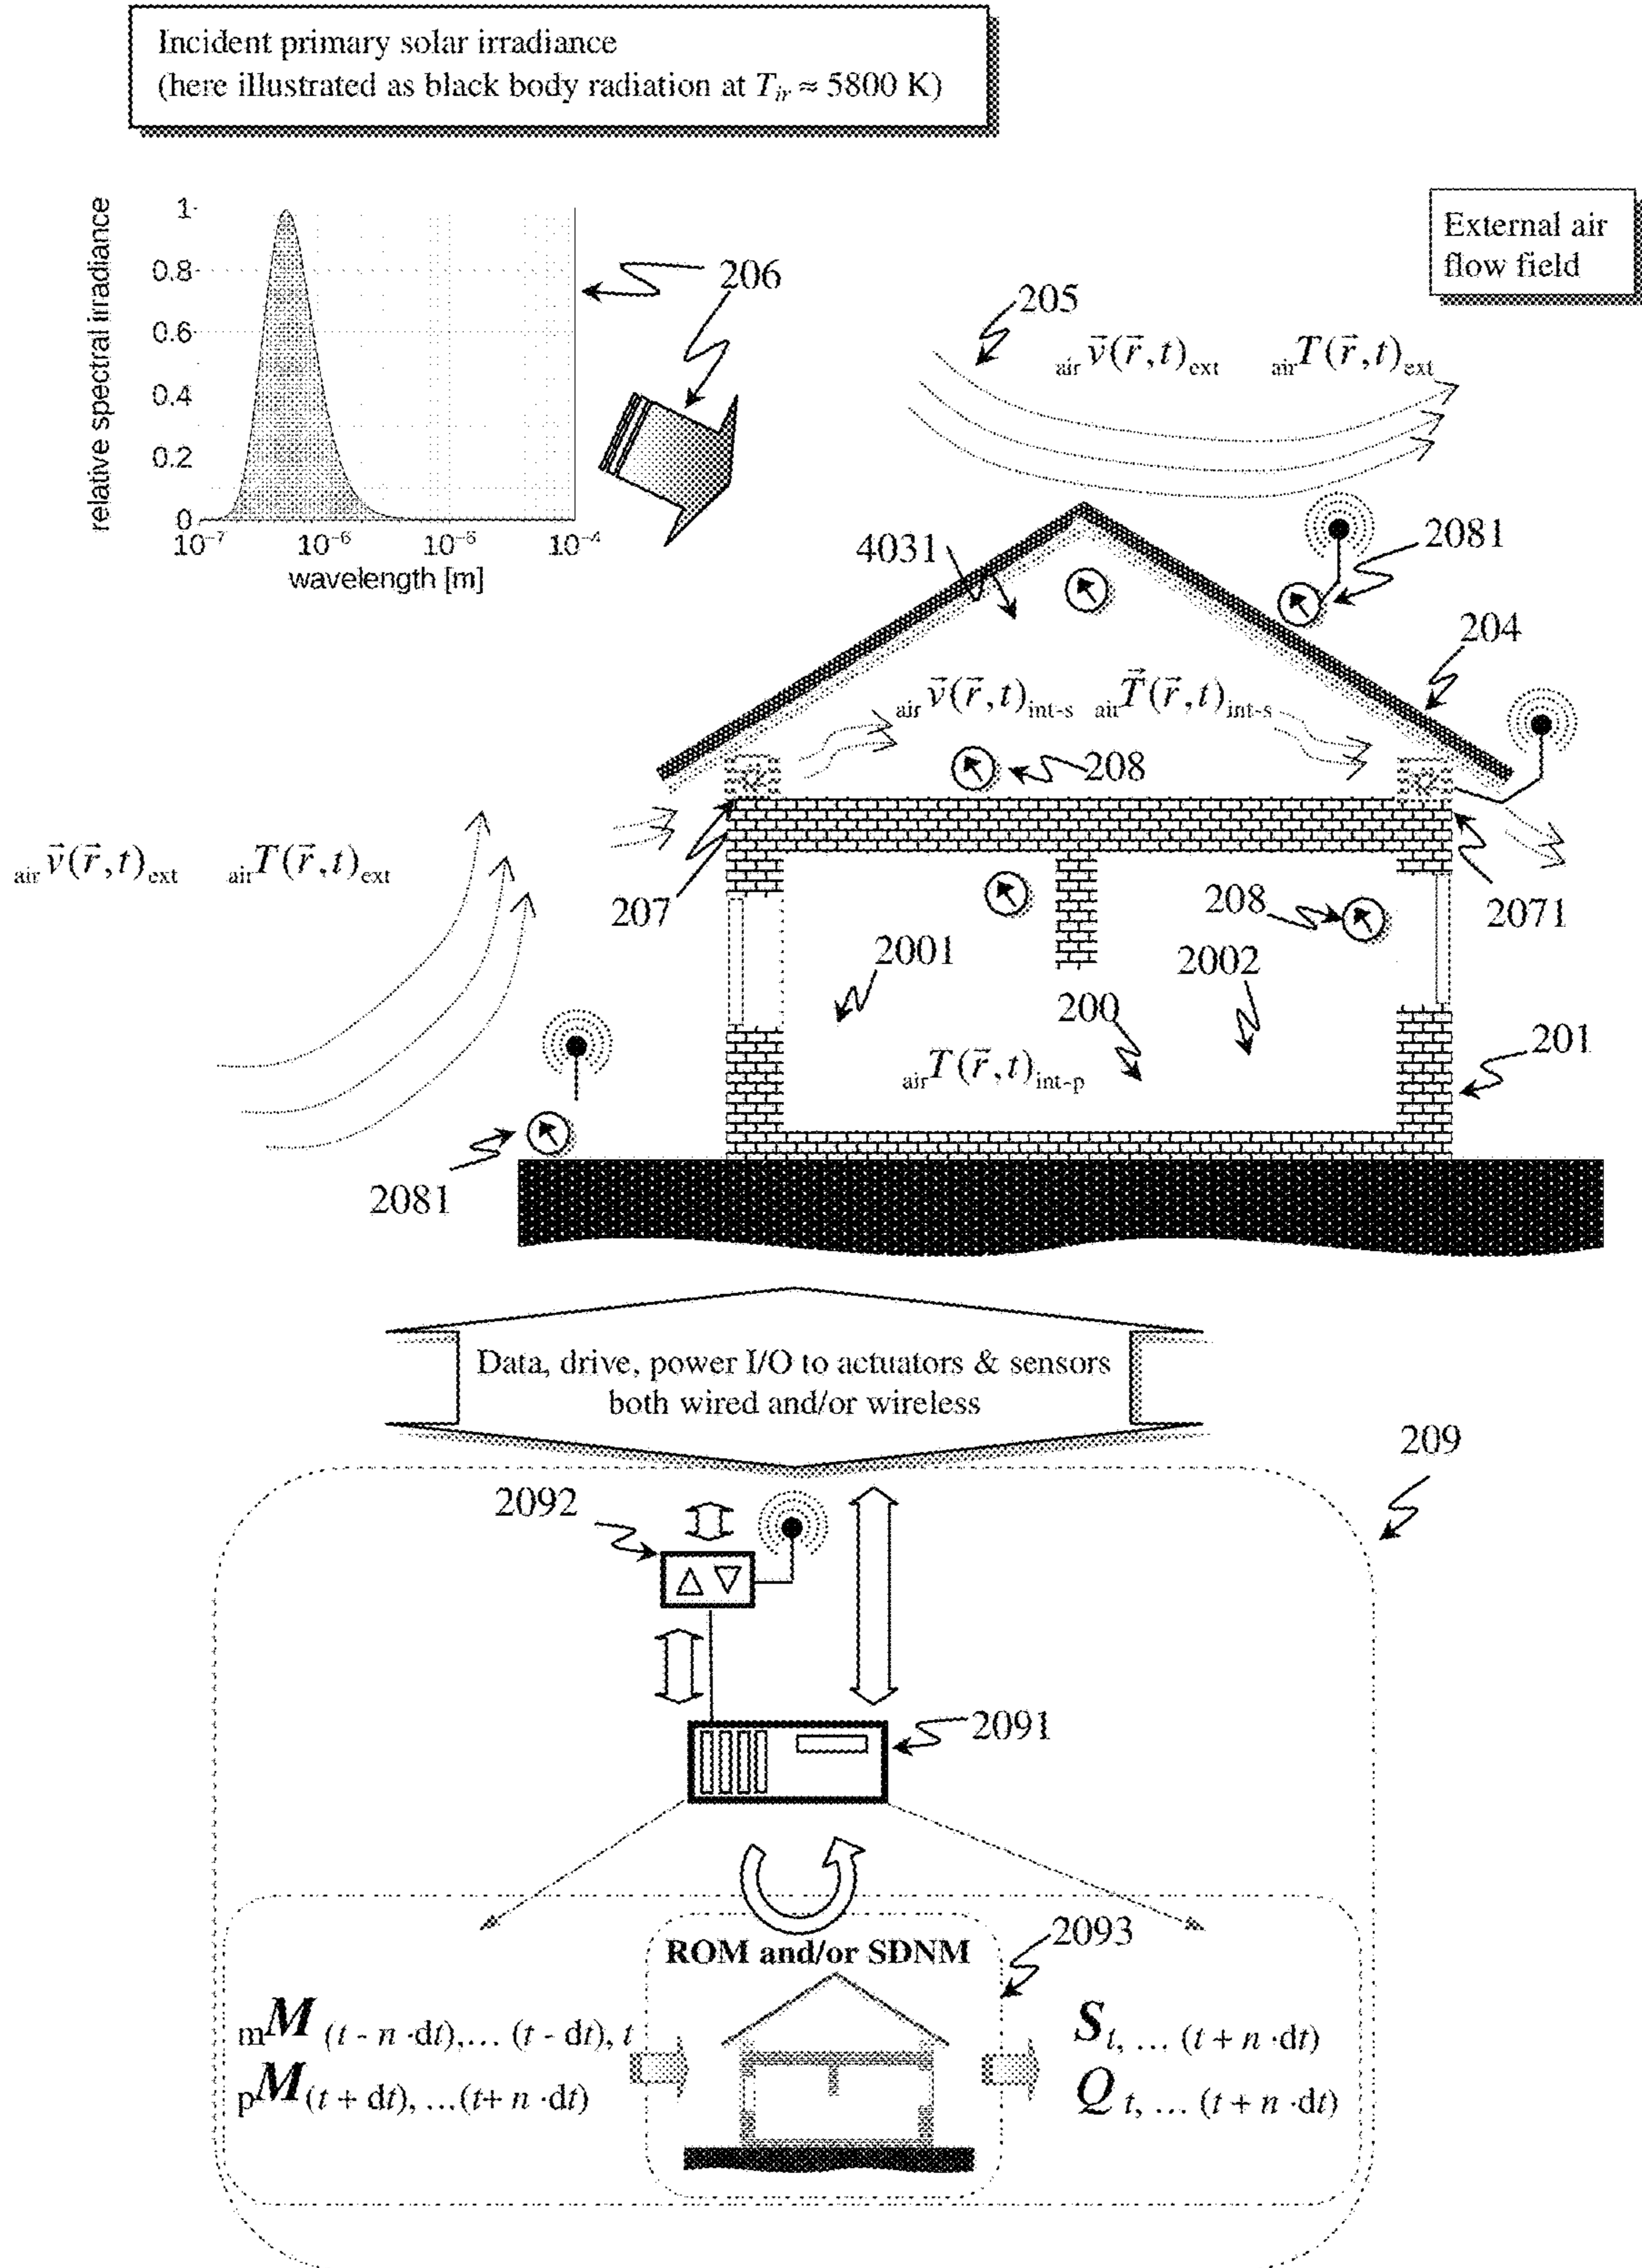 Incident primary solar irradiance
(here illustrated as black body radiation at T_ir ≈ 5800 K)
External air
flow field
relative spectral irradiance
1
0.8
0.6
0.4
0.2
0
10⁻⁷ 10⁻⁶ 10⁻⁵ 10⁻⁴
wavelength [m]
206
205
air v⃗(r⃗,t)ext air T(r⃗,t)ext
4031
2081
204
air v⃗(r⃗,t)int-s air T⃗(r⃗,t)int-s
208
air v⃗(r⃗,t)ext air T(r⃗,t)ext
207
208
2071
2001
2002
200
201
air T(r⃗,t)int-p
2081
Data, drive, power I/O to actuators & sensors
both wired and/or wireless
209
2092
2091
ROM and/or SDNM
2093
mM (t - n ·dt),... (t - dt), t
pM (t + dt), ...(t+ n ·dt)
S t, ... (t + n ·dt)
Q t, ... (t + n ·dt)